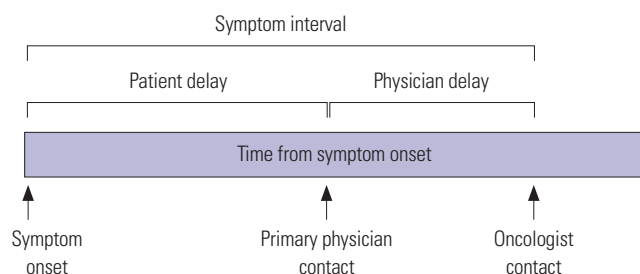 Symptom interval
Patient delay
Physician delay
Time from symptom onset
Symptom
onset
Primary physician
contact
Oncologist
contact